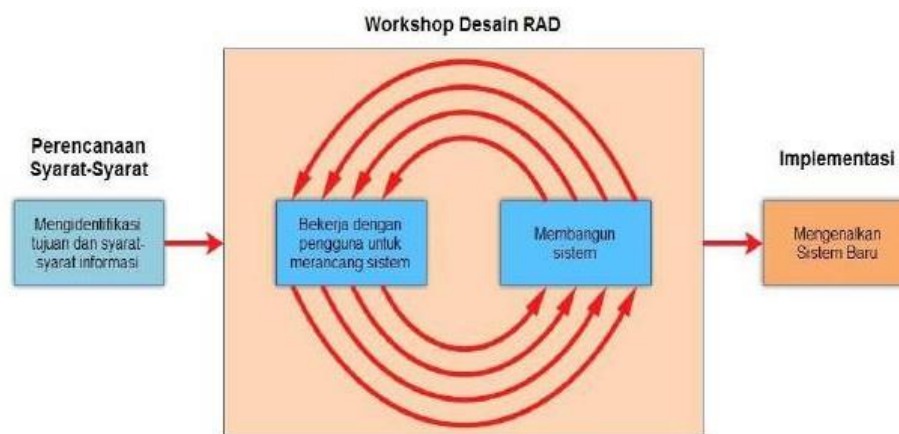 Workshop Desain RAD
Perencanaan
Syarat-Syarat
Mengidentifikasi
tujuan dan syarat-
syarat informasi
Bekerja dengan
pengguna untuk
merancang sistem
Membangun
sistem
Implementasi
Mengenalkan
Sistem Baru